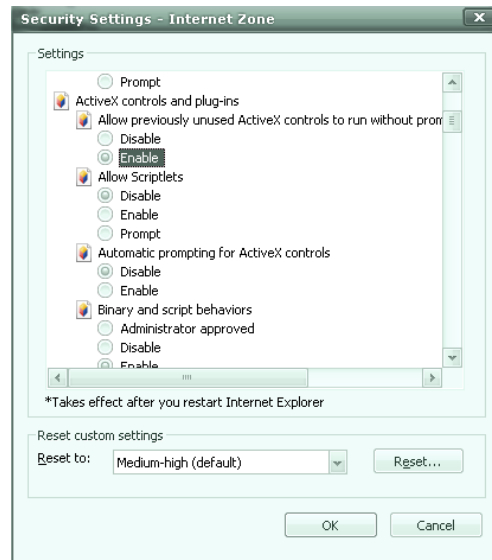 Security Settings - Internet Zone
Settings
Prompt
ActiveX controls and plug-ins
Allow previously unused ActiveX controls to run without prom
Disable
Enable
Allow Scriptlets
Disable
Enable
Prompt
Automatic prompting for ActiveX controls
Disable
Enable
Binary and script behaviors
Administrator approved
Disable
Enable
*Takes effect after you restart Internet Explorer
Reset custom settings
Reset to: Medium-high (default) Reset...
OK Cancel